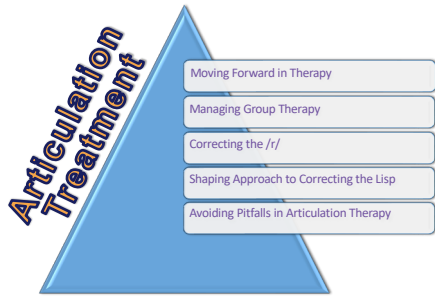 Articulation
Treatment
Moving Forward in Therapy
Managing Group Therapy
Correcting the /r/
Shaping Approach to Correcting the Lisp
Avoiding Pitfalls in Articulation Therapy